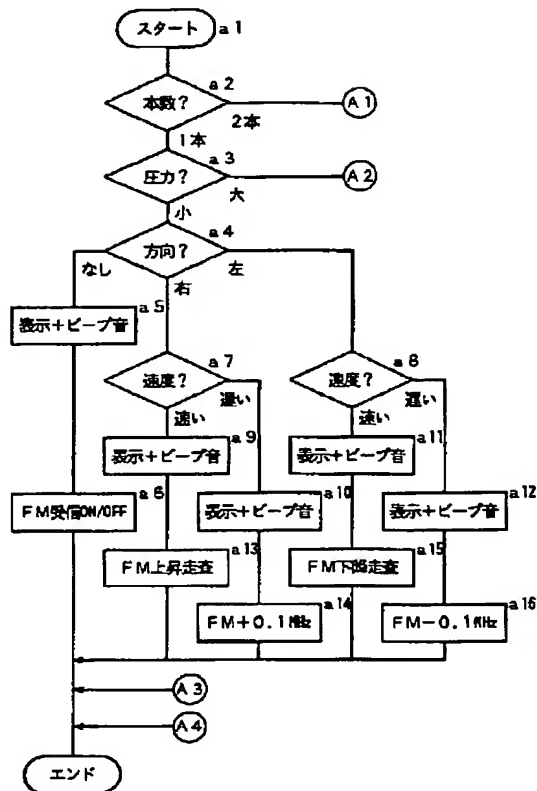 スタート a1
a2
本数?
2本
A1
1本
a3
圧力?
大
A2
小
a4
方向?
なし
右
左
a5
表示+ビープ音
a7
速度?
遅い
速い
a8
速度?
遅い
速い
a9
表示+ビープ音
a11
表示+ビープ音
a6
FM受信ON/OFF
a10
表示+ビープ音
a12
表示+ビープ音
a13
FM上昇走査
a15
FM下降走査
a14
FM+0.1MHz
a16
FM-0.1MHz
A3
A4
エンド